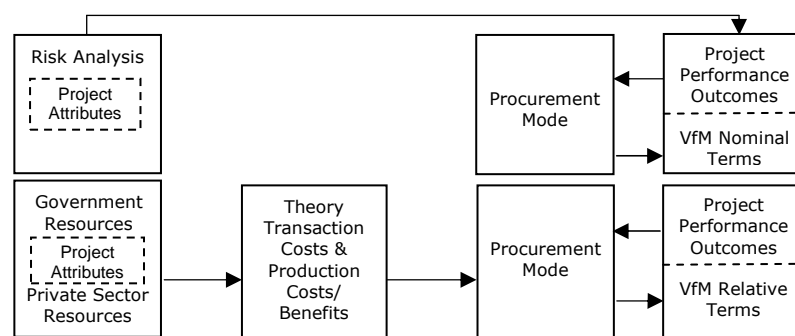 Risk Analysis
Project
Attributes
Procurement
Mode
Project
Performance
Outcomes
VfM Nominal
Terms
Government
Resources
Project
Attributes
Private Sector
Resources
Theory
Transaction
Costs &
Production
Costs/
Benefits
Procurement
Mode
Project
Performance
Outcomes
VfM Relative
Terms